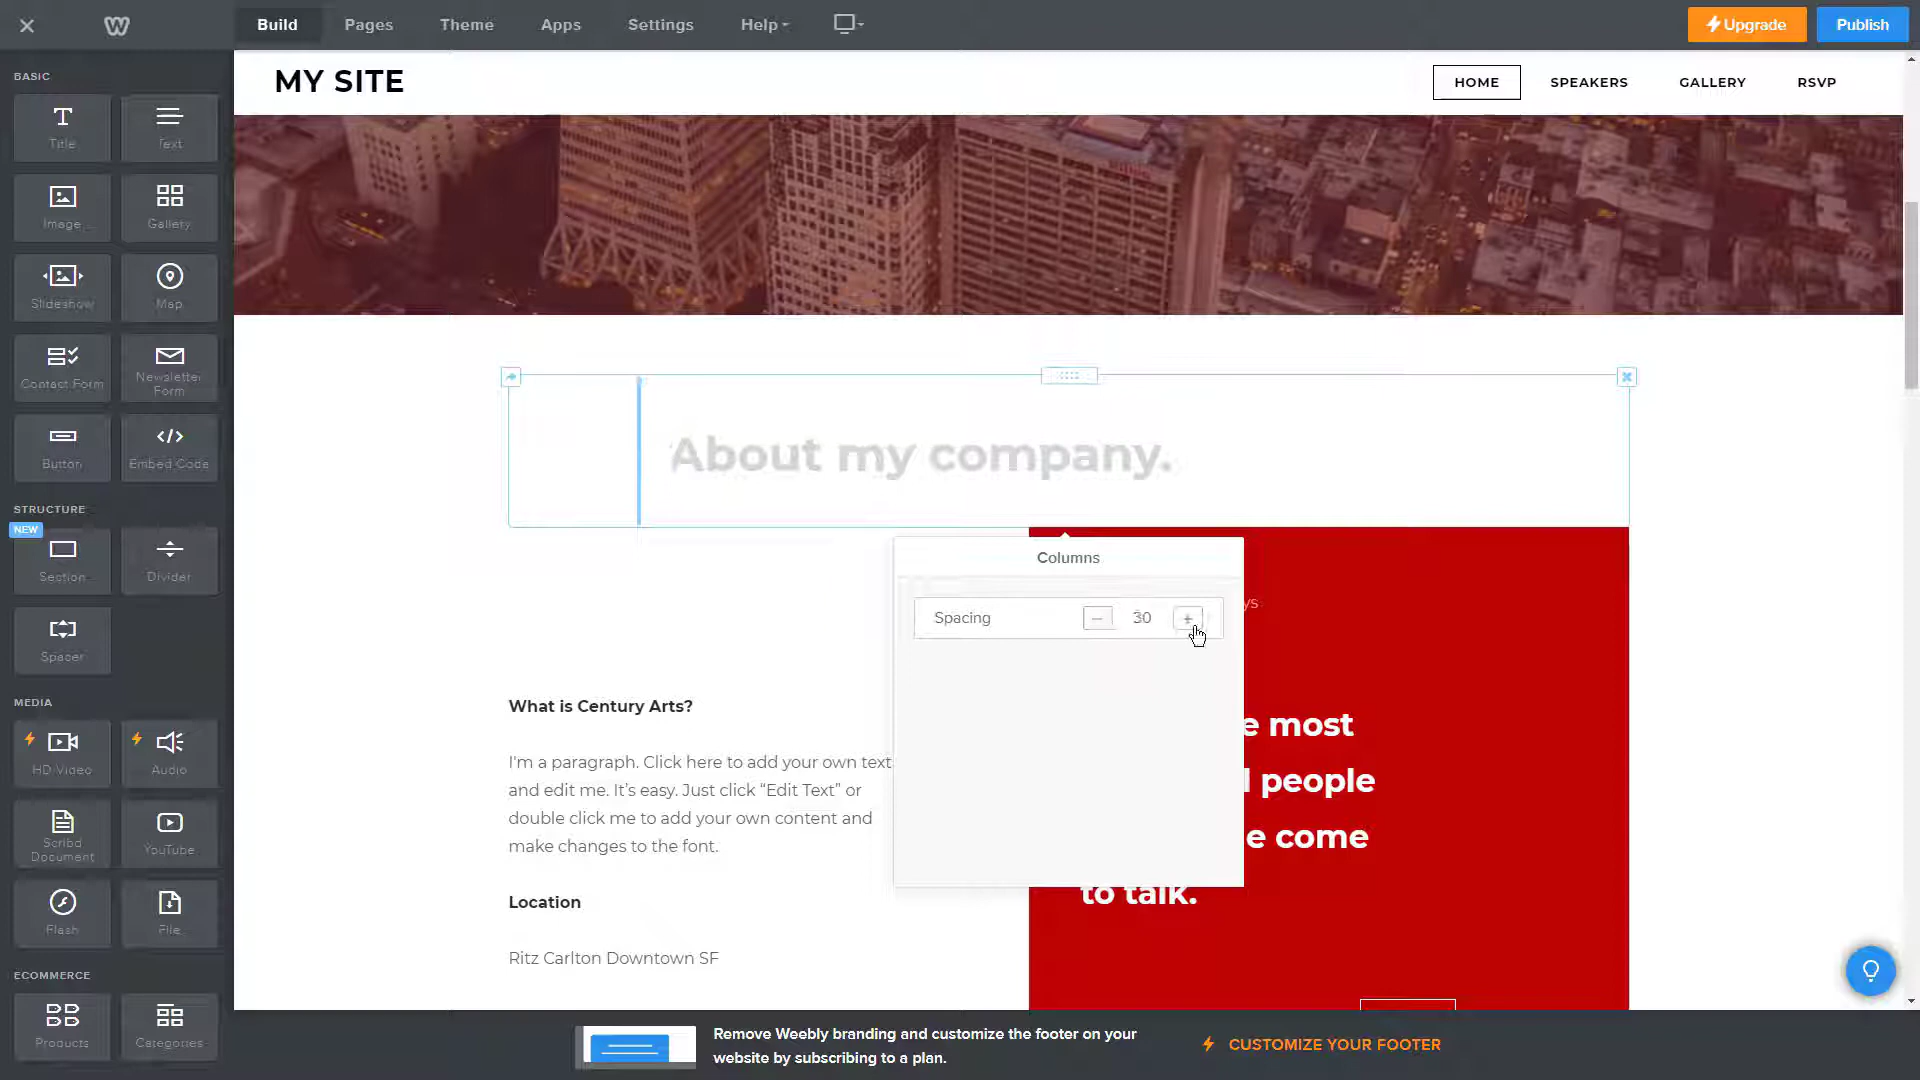 Build
Pages
Theme
Apps
Settings
Help
Upgrade
Publish
BASIC
Title
Text
Image
Gallery
Slideshow
Map
Contact Form
Newsletter
Form
Button
Embed Code
STRUCTURE
NEW
Section
Divider
Spacer
MEDIA
HD Video
Audio
Scribd
Document
YouTube
Flash
File
ECOMMERCE
Products
Categories
MY SITE
HOME
SPEAKERS
GALLERY
RSVP
About my company.
Columns
Spacing
30
ys
What is Century Arts?
I'm a paragraph. Click here to add your own text
and edit me. It’s easy. Just click “Edit Text” or
double click me to add your own content and
make changes to the font.
Location
Ritz Carlton Downtown SF
e most
people
e come
to talk.
Remove Weebly branding and customize the footer on your
website by subscribing to a plan.
CUSTOMIZE YOUR FOOTER